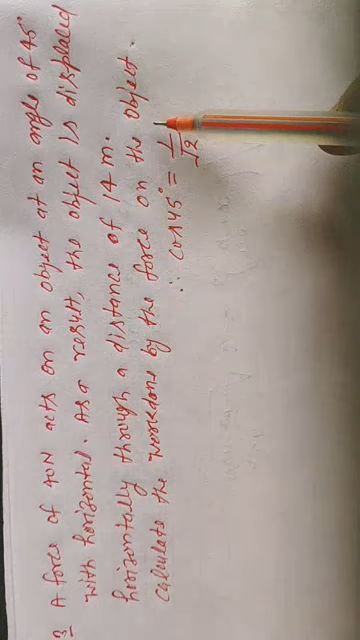 3 A force of 40N acts on an object at an angle of 45°
with horizontal. As a result, the object is displaced
horizontally through a distance of 14 m.
Calculate the workdone by the force on the object.
∵ cos45° = 1/√2